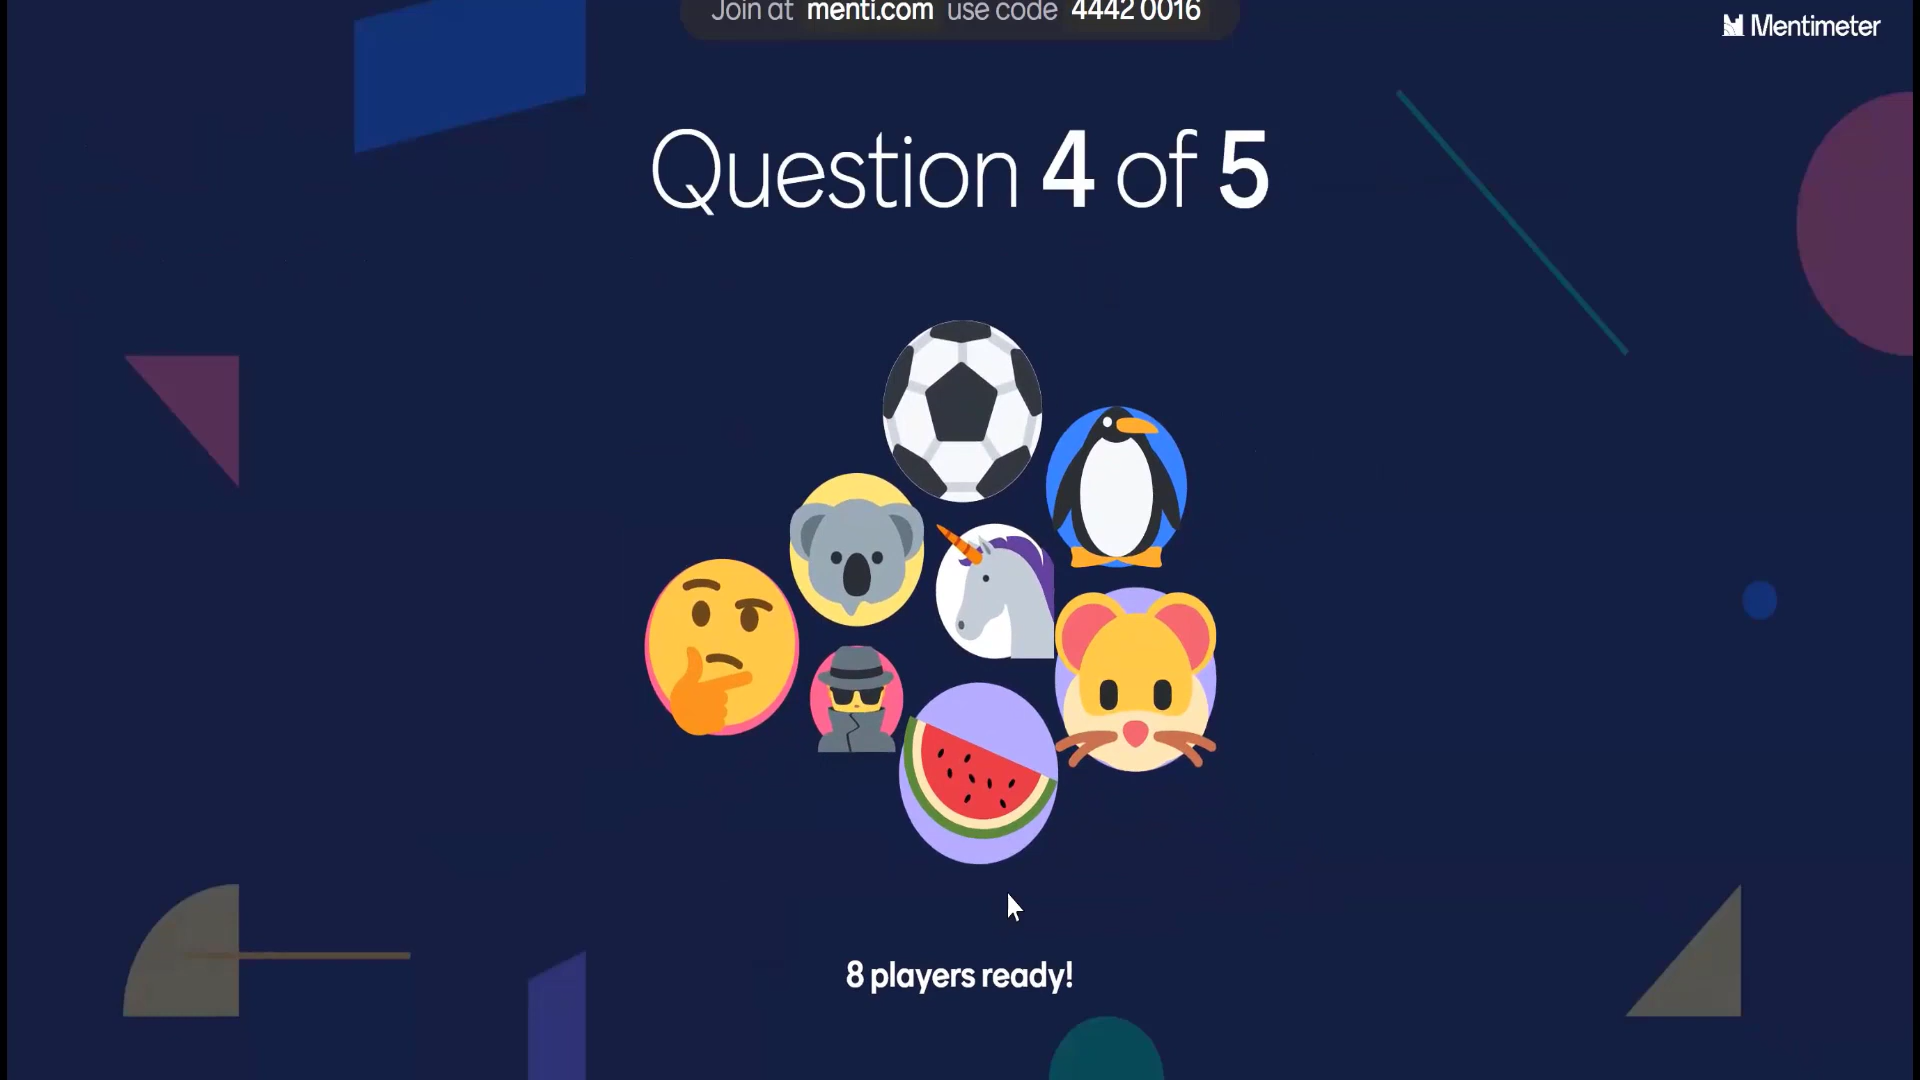 Join at menti.com use code 4442 0016
Mentimeter
Question 4 of 5
8 players ready!